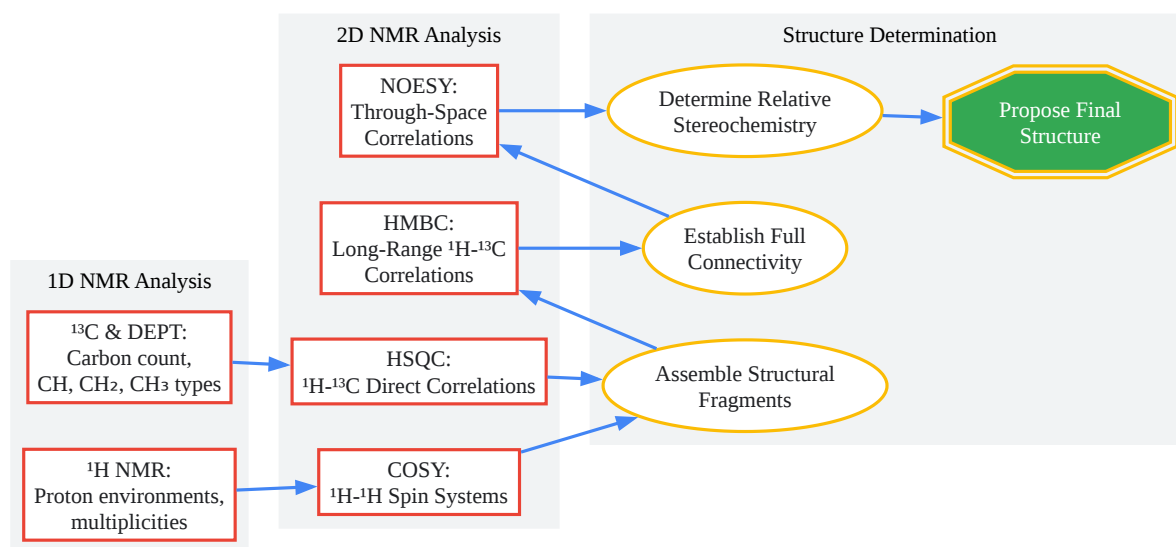 2D NMR Analysis
Structure Determination
NOESY:
Through-Space
Correlations
Determine Relative
Stereochemistry
Propose Final
Structure
HMBC:
Long-Range ¹H-¹³C
Correlations
Establish Full
Connectivity
1D NMR Analysis
¹³C & DEPT:
Carbon count,
CH, CH₂, CH₃ types
HSQC:
¹H-¹³C Direct Correlations
Assemble Structural
Fragments
¹H NMR:
Proton environments,
multiplicities
COSY:
¹H-¹H Spin Systems